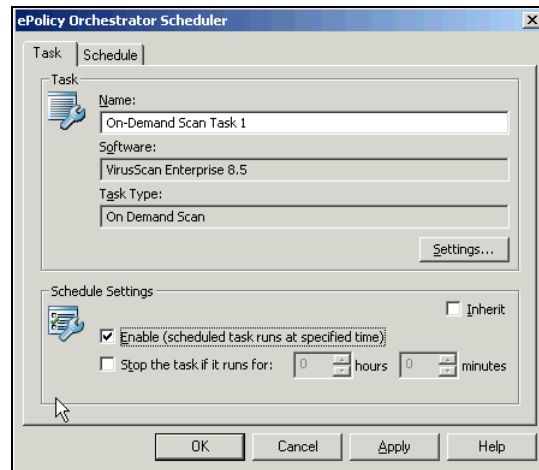 ePolicy Orchestrator Scheduler
Task
Schedule
Task
Name:
On-Demand Scan Task 1
Software:
VirusScan Enterprise 8.5
Task Type:
On Demand Scan
Settings...
Schedule Settings
Inherit
Enable (scheduled task runs at specified time)
Stop the task if it runs for: 0 hours 0 minutes
OK Cancel Apply Help